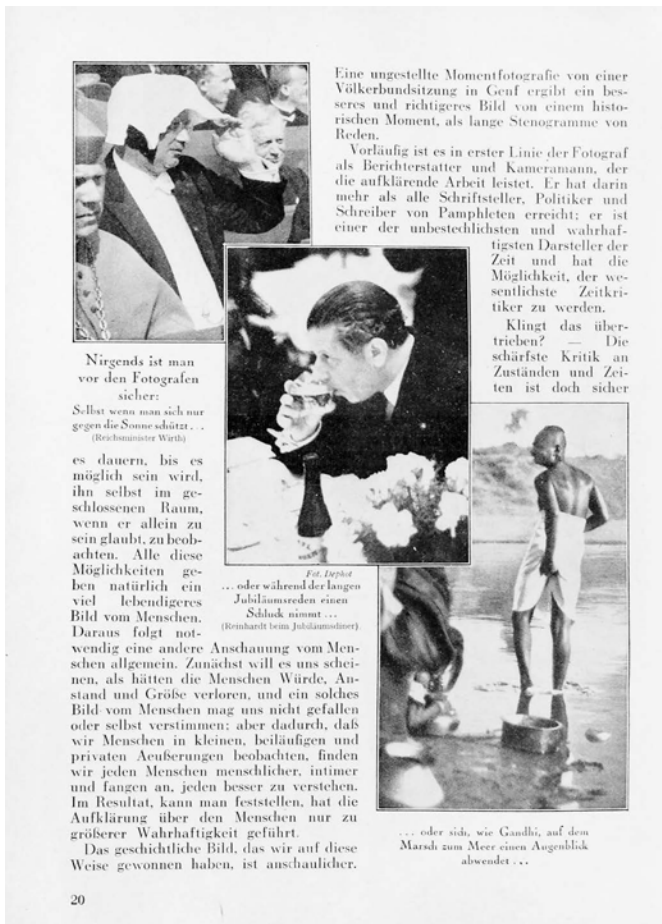 Nirgends ist man
vor den Fotografen
sicher:
Selbst wenn man sich nur
gegen die Sonne schützt . . .
(Reichsminister Wirth)
es dauern, bis es
möglich sein wird,
ihn selbst im ge-
schlossenen Raum,
wenn er allein zu
sein glaubt, zu beob-
achten. Alle diese
Möglichkeiten ge-
ben natürlich ein
viel lebendigeres
Bild vom Menschen.
Daraus folgt not-
wendig eine andere Anschauung vom Men-
schen allgemein. Zunächst will es uns schei-
nen, als hätten die Menschen Würde, An-
stand und Größe verloren, und ein solches
Bild vom Menschen mag uns nicht gefallen
oder selbst verstimmen; aber dadurch, daß
wir Menschen in kleinen, beiläufigen und
privaten Aeußerungen beobachten, finden
wir jeden Menschen menschlicher, intimer
und fangen an, jeden besser zu verstehen.
Im Resultat, kann man feststellen, hat die
Aufklärung über den Menschen nur zu
größerer Wahrhaftigkeit geführt.
Das geschichtliche Bild, das wir auf diese
Weise gewonnen haben, ist anschaulicher.
Eine ungestellte Momentfotografie von einer
Völkerbundsitzung in Genf ergibt ein bes-
seres und richtigeres Bild von einem histo-
rischen Moment, als lange Stenogramme von
Reden.
Vorläufig ist es in erster Linie der Fotograf
als Berichterstatter und Kameramann, der
die aufklärende Arbeit leistet. Er hat darin
mehr als alle Schriftsteller, Politiker und
Schreiber von Pamphleten erreicht; er ist
einer der unbestechlichsten und wahrhaf-
tigsten Darsteller der
Zeit und hat die
Möglichkeit, der we-
sentlichste Zeitkri-
tiker zu werden.
Klingt das über-
trieben? — Die
schärfste Kritik an
Zuständen und Zei-
ten ist doch sicher
Fot. Dephot
. . . oder während der langen
Jubiläumsreden einen
Schluck nimmt . . .
(Reinhardt beim Jubiläumsdiner).
. . . oder sich, wie Gandhi, auf dem
Marsch zum Meer einen Augenblick
abwendet . . .
20